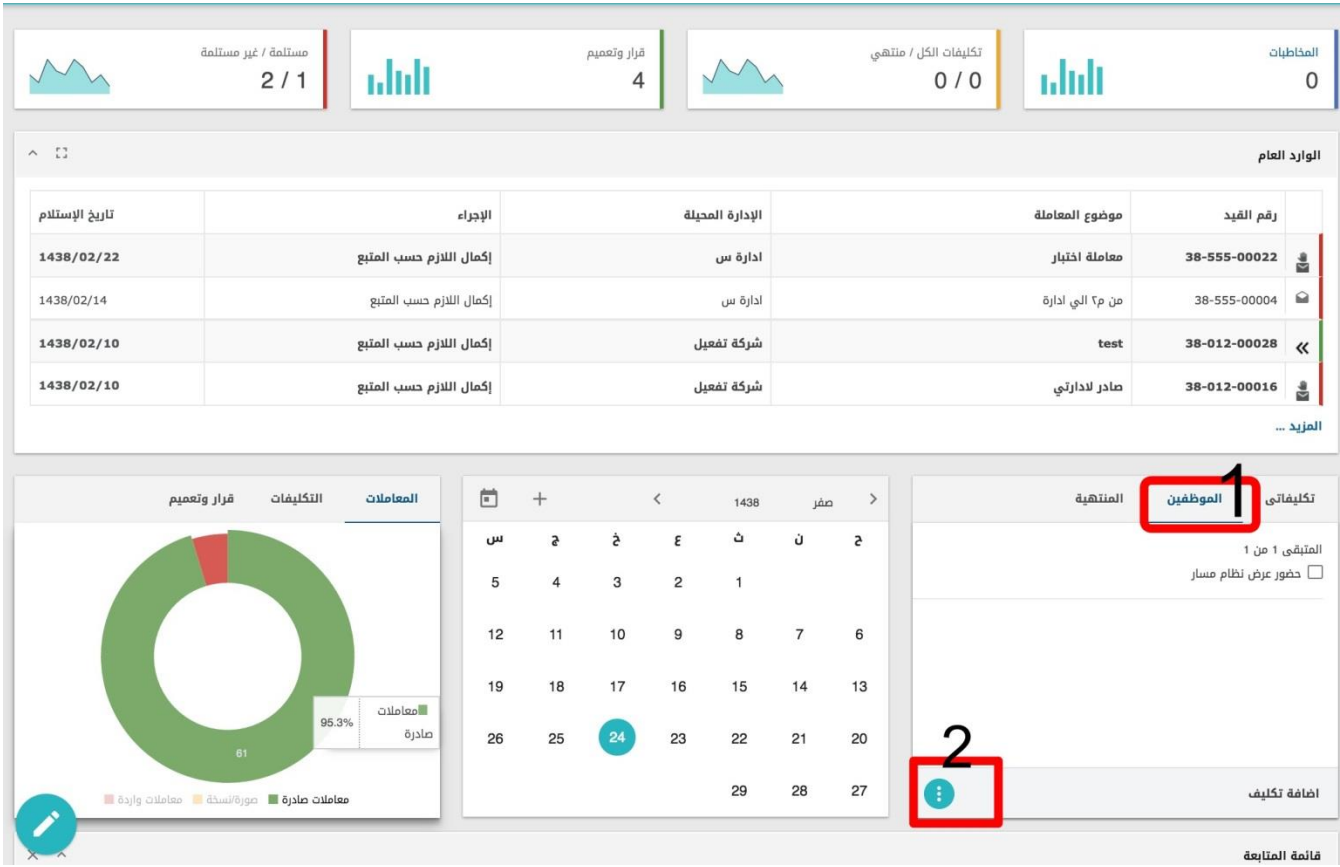 المخاطبات
0
تكليفات الكل / منتهي
0 / 0
قرار وتعميم
4
مستلمة / غير مستلمة
2 / 1
الوارد العام
رقم القيد موضوع المعاملة الإدارة المحيلة الإجراء تاريخ الإستلام
38-555-00022 معاملة اختبار ادارة س إكمال اللازم حسب المتبع 1438/02/22
38-555-00004 من م٢ الي ادارة ادارة س إكمال اللازم حسب المتبع 1438/02/14
38-012-00028 test شركة تفعيل إكمال اللازم حسب المتبع 1438/02/10
38-012-00016 صادر لادارتي شركة تفعيل إكمال اللازم حسب المتبع 1438/02/10
المزيد ...
تكليفاتى الموظفين المنتهية
1
المتبقى 1 من 1
حضور عرض نظام مسار
2
اضافة تكليف
صفر 1438
ح ن ث ع خ ج س
1 2 3 4 5
6 7 8 9 10 11 12
13 14 15 16 17 18 19
20 21 22 23 24 25 26
27 28 29
المعاملات التكليفات قرار وتعميم
معاملات صادرة 95.3%
61
معاملات صادرة صورة/نسخة معاملات واردة
قائمة المتابعة